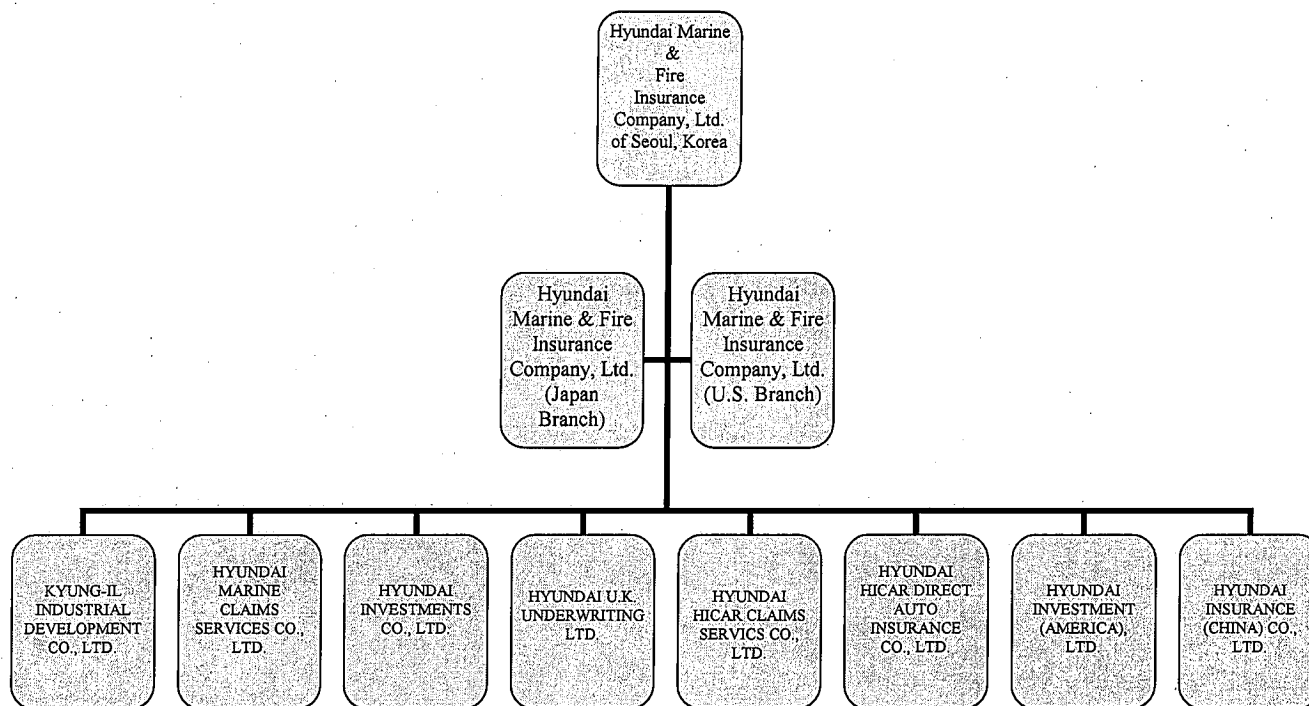 Hyundai Marine
&
Fire
Insurance
Company, Ltd.
of Seoul, Korea
Hyundai
Marine & Fire
Insurance
Company, Ltd.
(Japan
Branch)
Hyundai
Marine & Fire
Insurance
Company, Ltd.
(U.S. Branch)
KYUNG-IL
INDUSTRIAL
DEVELOPMENT
CO., LTD.
HYUNDAI
MARINE
CLAIMS
SERVICES CO.,
LTD.
HYUNDAI
INVESTMENTS
CO., LTD.
HYUNDAI U.K.
UNDERWRITING
LTD.
HYUNDAI
HICAR CLAIMS
SERVICS CO.,
LTD.
HYUNDAI
HICAR DIRECT
AUTO
INSURANCE
CO., LTD.
HYUNDAI
INVESTMENT
(AMERICA),
LTD.
HYUNDAI
INSURANCE
(CHINA) CO.,
LTD.